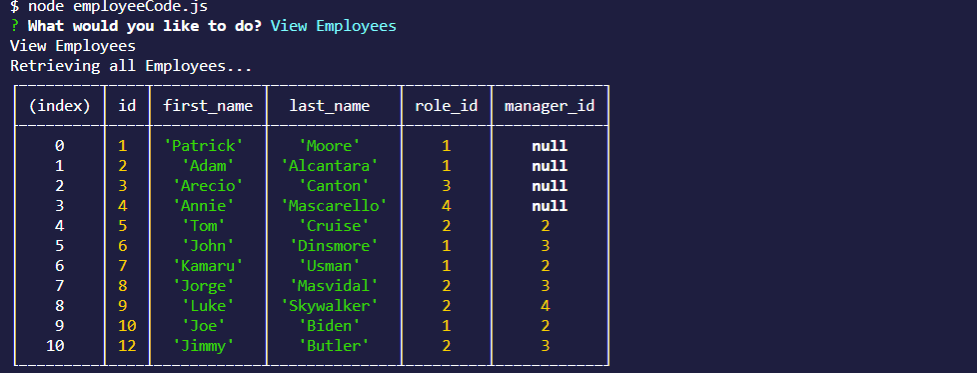 $ node employeeCode.js
? What would you like to do? View Employees
View Employees
Retrieving all Employees...
(index) id first_name last_name role_id manager_id
0 1 'Patrick' 'Moore' 1 null
1 2 'Adam' 'Alcantara' 1 null
2 3 'Arecio' 'Canton' 3 null
3 4 'Annie' 'Mascarello' 4 null
4 5 'Tom' 'Cruise' 2 2
5 6 'John' 'Dinsmore' 1 3
6 7 'Kamaru' 'Usman' 1 2
7 8 'Jorge' 'Masvidal' 2 3
8 9 'Luke' 'Skywalker' 2 4
9 10 'Joe' 'Biden' 1 2
10 12 'Jimmy' 'Butler' 2 3